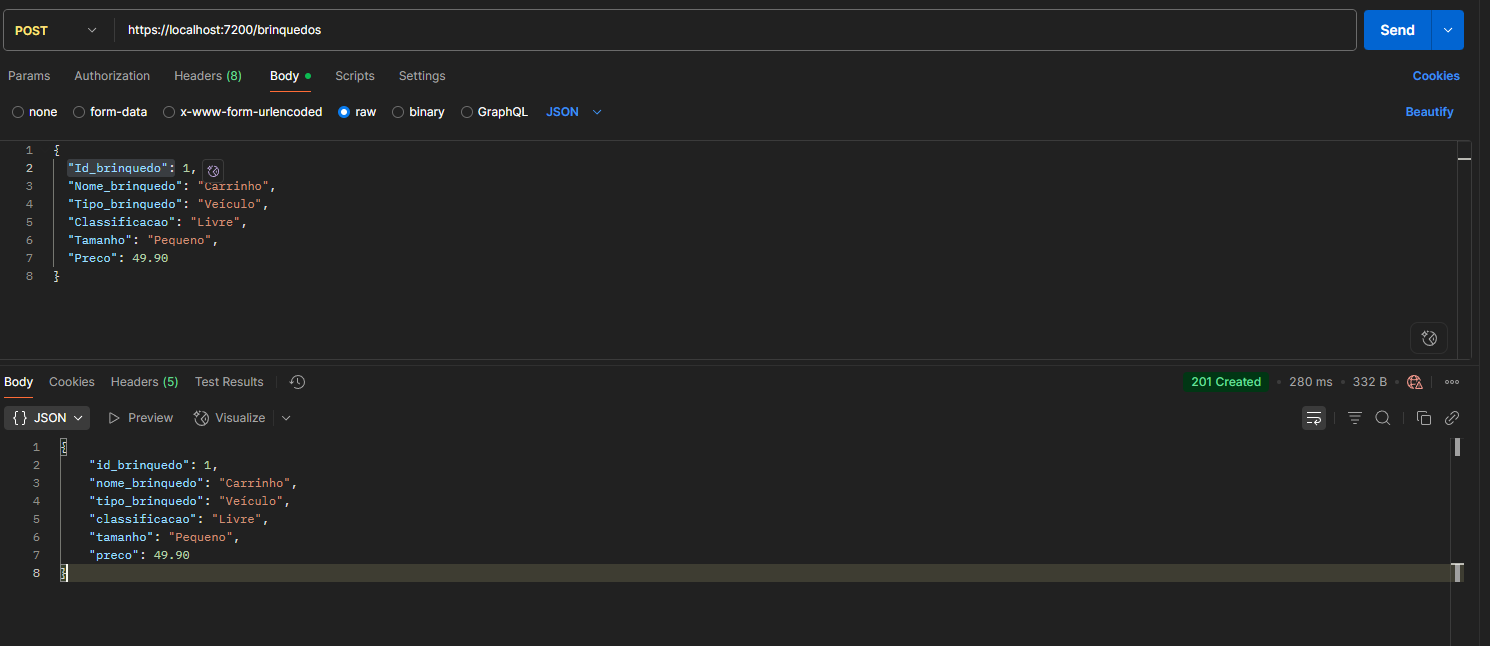 POST https://localhost:7200/brinquedos Send
Params Authorization Headers (8) Body Scripts Settings Cookies
none form-data x-www-form-urlencoded raw binary GraphQL JSON Beautify
1 {
2 "Id_brinquedo": 1,
3 "Nome_brinquedo": "Carrinho",
4 "Tipo_brinquedo": "Veículo",
5 "Classificacao": "Livre",
6 "Tamanho": "Pequeno",
7 "Preco": 49.90
8 }
Body Cookies Headers (5) Test Results 201 Created • 280 ms • 332 B •
{} JSON Preview Visualize
1 {
2 "id_brinquedo": 1,
3 "nome_brinquedo": "Carrinho",
4 "tipo_brinquedo": "Veículo",
5 "classificacao": "Livre",
6 "tamanho": "Pequeno",
7 "preco": 49.90
8 }